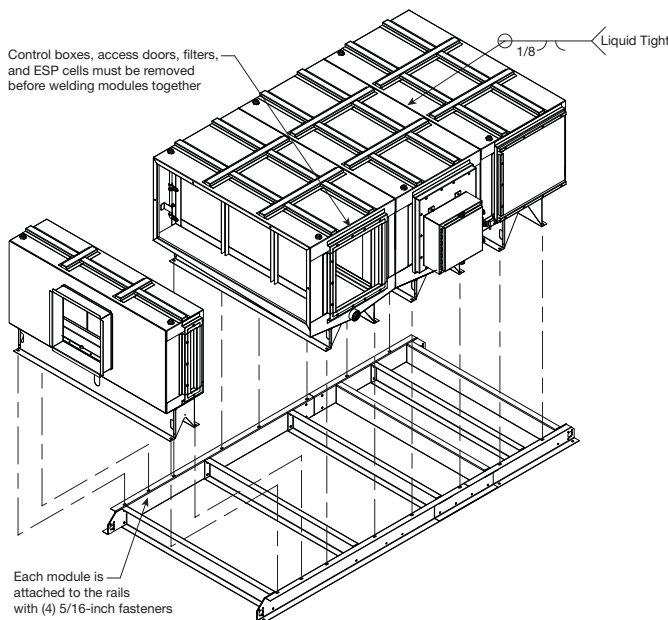 Control boxes, access doors, filters,
and ESP cells must be removed
before welding modules together
1/8
Liquid Tight
Each module is
attached to the rails
with (4) 5/16-inch fasteners